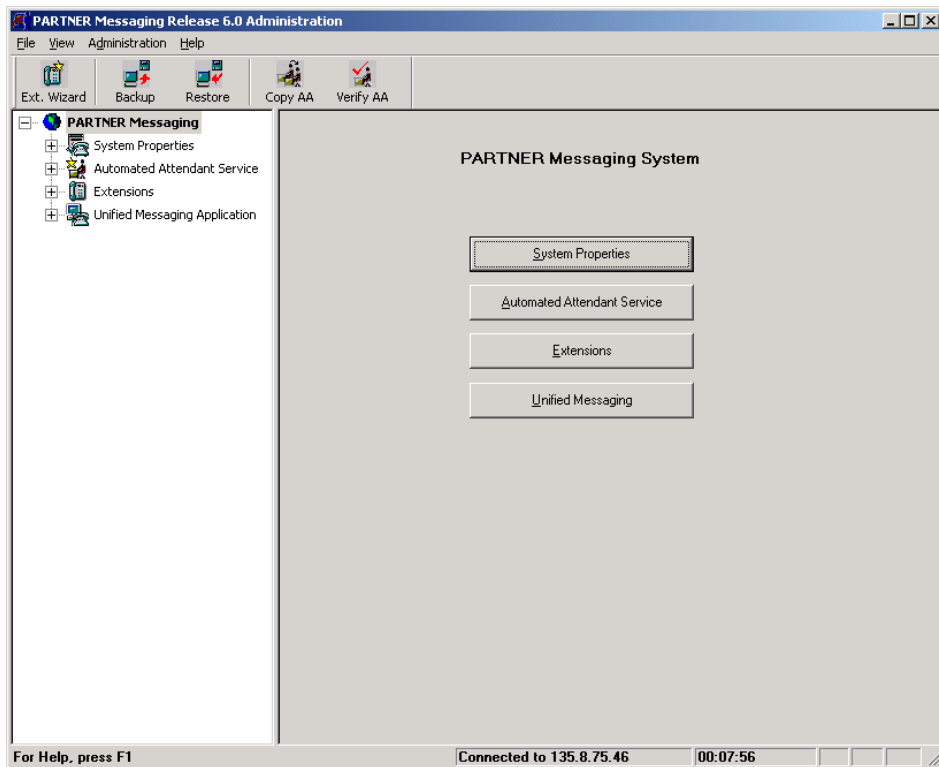 PARTNER Messaging Release 6.0 Administration
File View Administration Help
Ext. Wizard Backup Restore Copy AA Verify AA
PARTNER Messaging
System Properties
Automated Attendant Service
Extensions
Unified Messaging Application
PARTNER Messaging System
System Properties
Automated Attendant Service
Extensions
Unified Messaging
For Help, press F1 Connected to 135.8.75.46 00:07:56